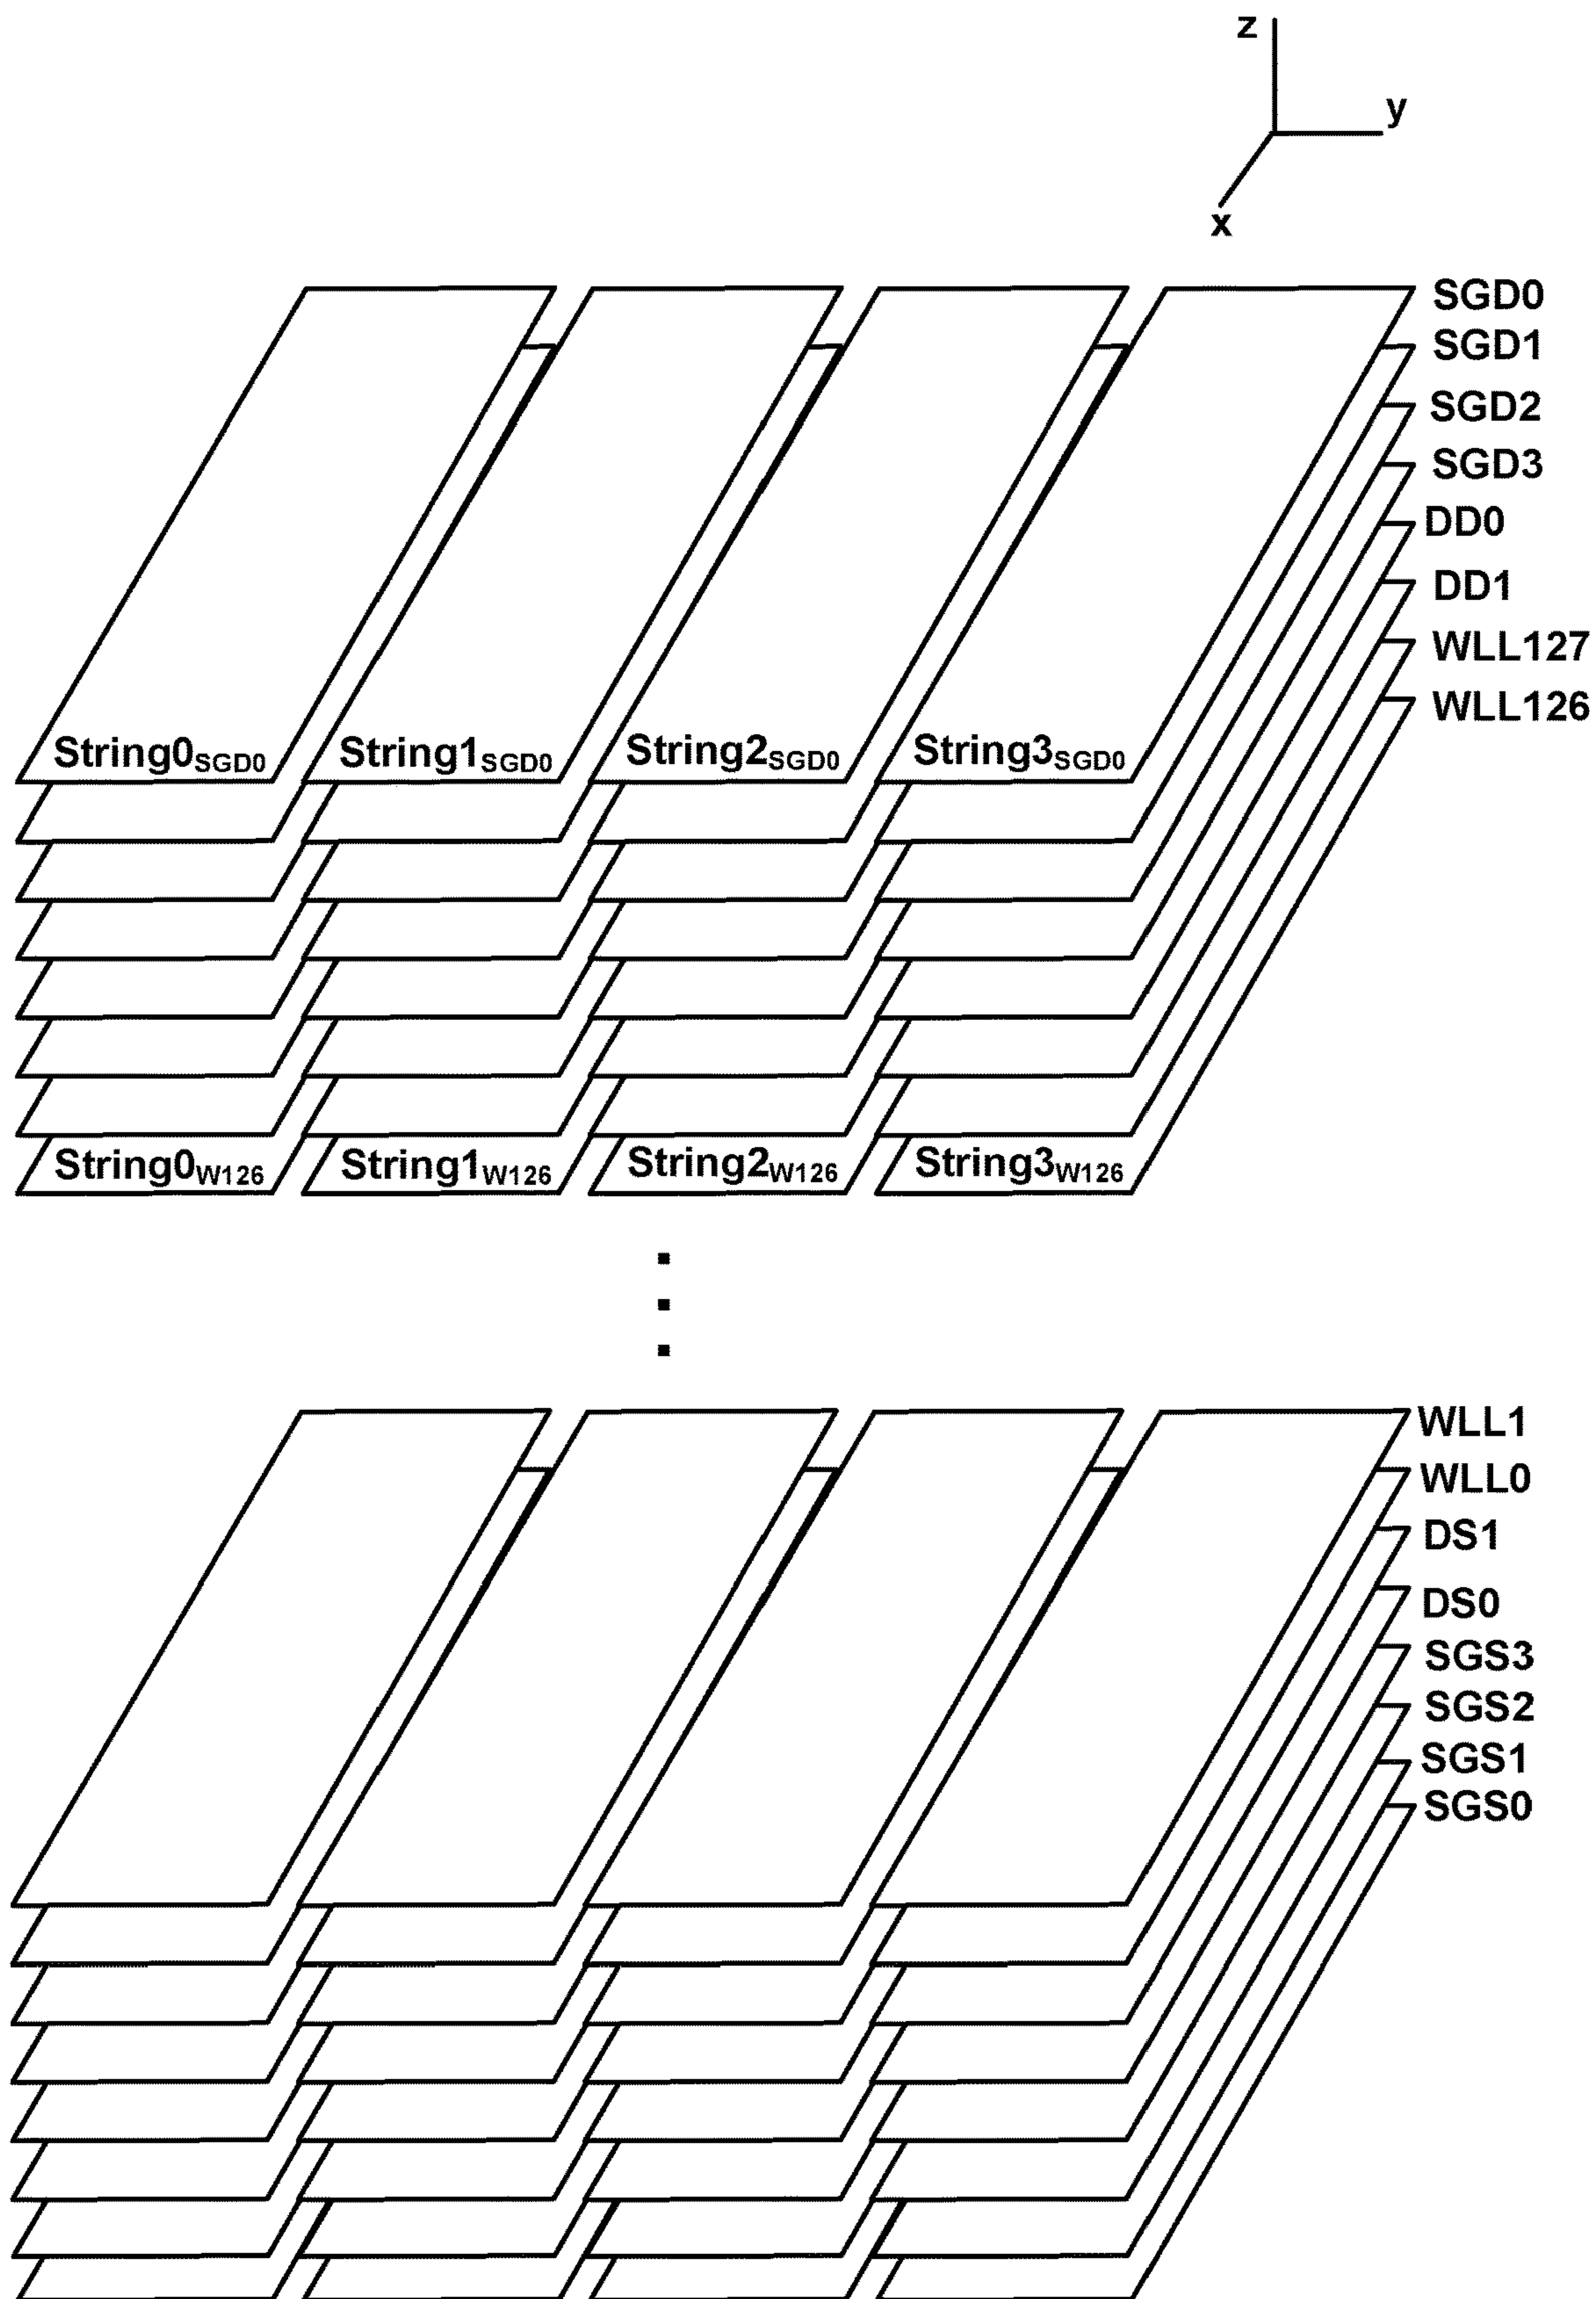 z
y
x
SGD0
SGD1
SGD2
SGD3
DD0
DD1
WLL127
WLL126
String0SGD0 String1SGD0 String2SGD0 String3SGD0
String0W126 String1W126 String2W126 String3W126
WLL1
WLL0
DS1
DS0
SGS3
SGS2
SGS1
SGS0